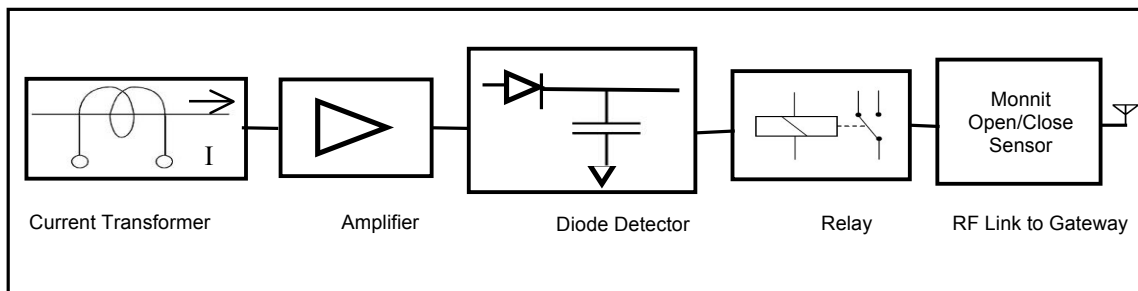 I
Monnit
Open/Close
Sensor
Current Transformer
Amplifier
Diode Detector
Relay
RF Link to Gateway